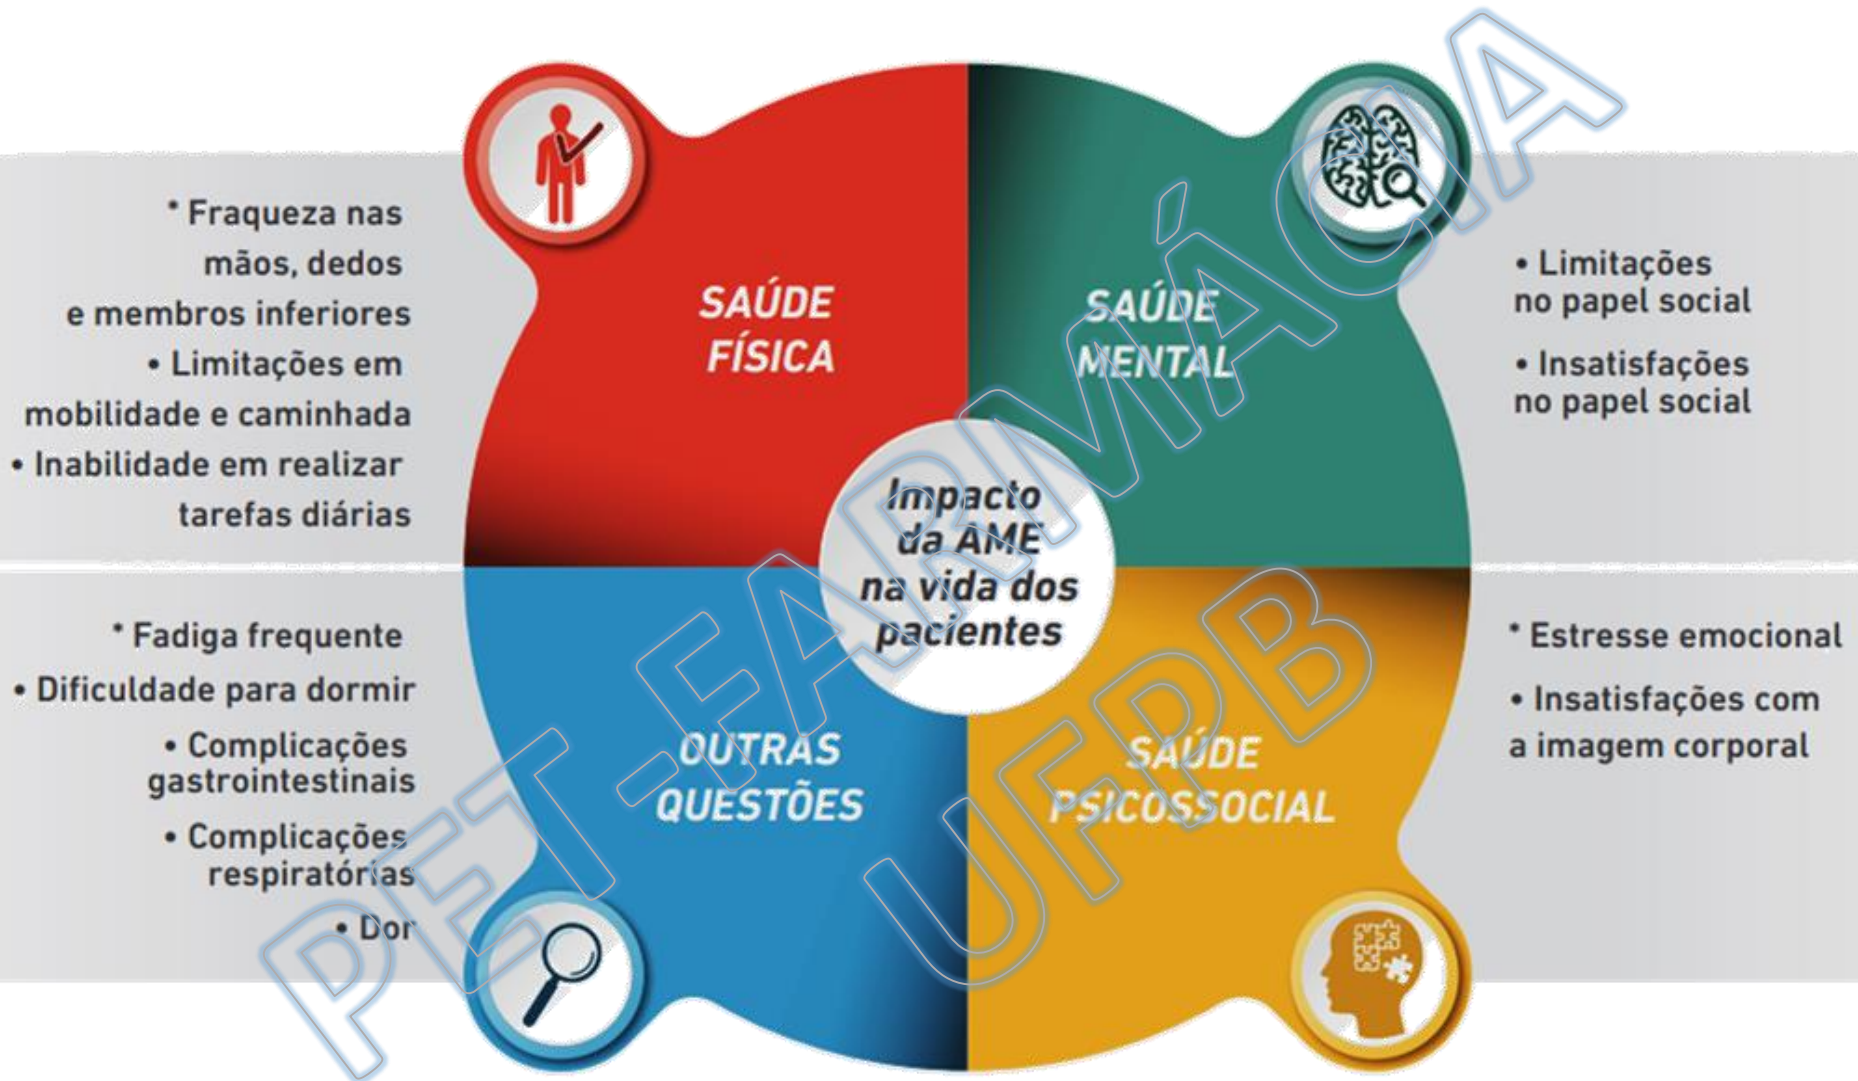 * Fraqueza nas
mãos, dedos
e membros inferiores
• Limitações em
mobilidade e caminhada
• Inabilidade em realizar
tarefas diárias
SAÚDE
FÍSICA
SAÚDE
MENTAL
• Limitações
no papel social
• Insatisfações
no papel social
Impacto
da AME
na vida dos
pacientes
* Fadiga frequente
• Dificuldade para dormir
• Complicações
gastrointestinais
• Complicações
respiratórias
• Dor
OUTRAS
QUESTÕES
SAÚDE
PSICOSSOCIAL
* Estresse emocional
• Insatisfações com
a imagem corporal
PET-FARMÁCIA
UFPB